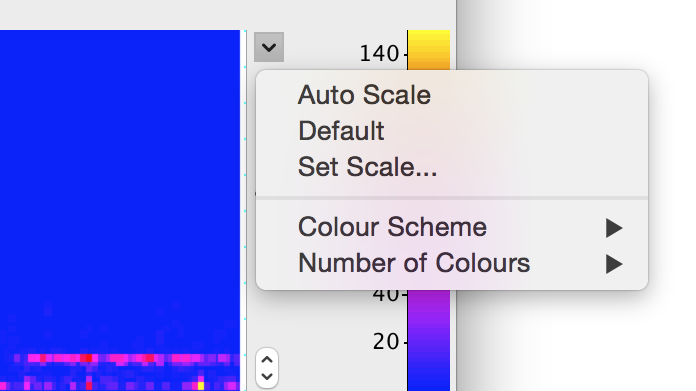 140
Auto Scale
Default
Set Scale...
Colour Scheme
Number of Colours
40
20